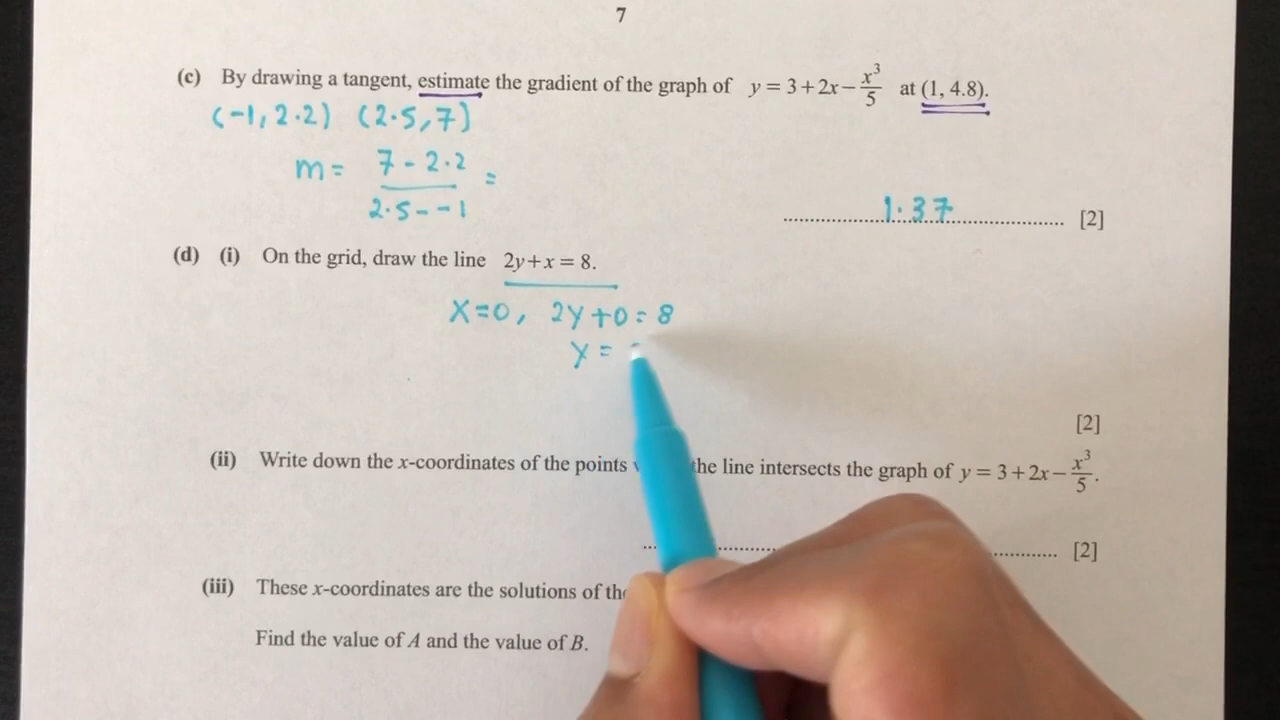 7
(c) By drawing a tangent, estimate the gradient of the graph of y = 3 + 2x − x³/5 at (1, 4.8).
(-1, 2.2) (2.5, 7)
m = 7 - 2.2 / 2.5 - -1 =
1.37 [2]
(d) (i) On the grid, draw the line 2y + x = 8.
x=0, 2y+0=8
y =
[2]
(ii) Write down the x-coordinates of the points the line intersects the graph of y = 3 + 2x − x³/5.
[2]
(iii) These x-coordinates are the solutions of
Find the value of A and the value of B.